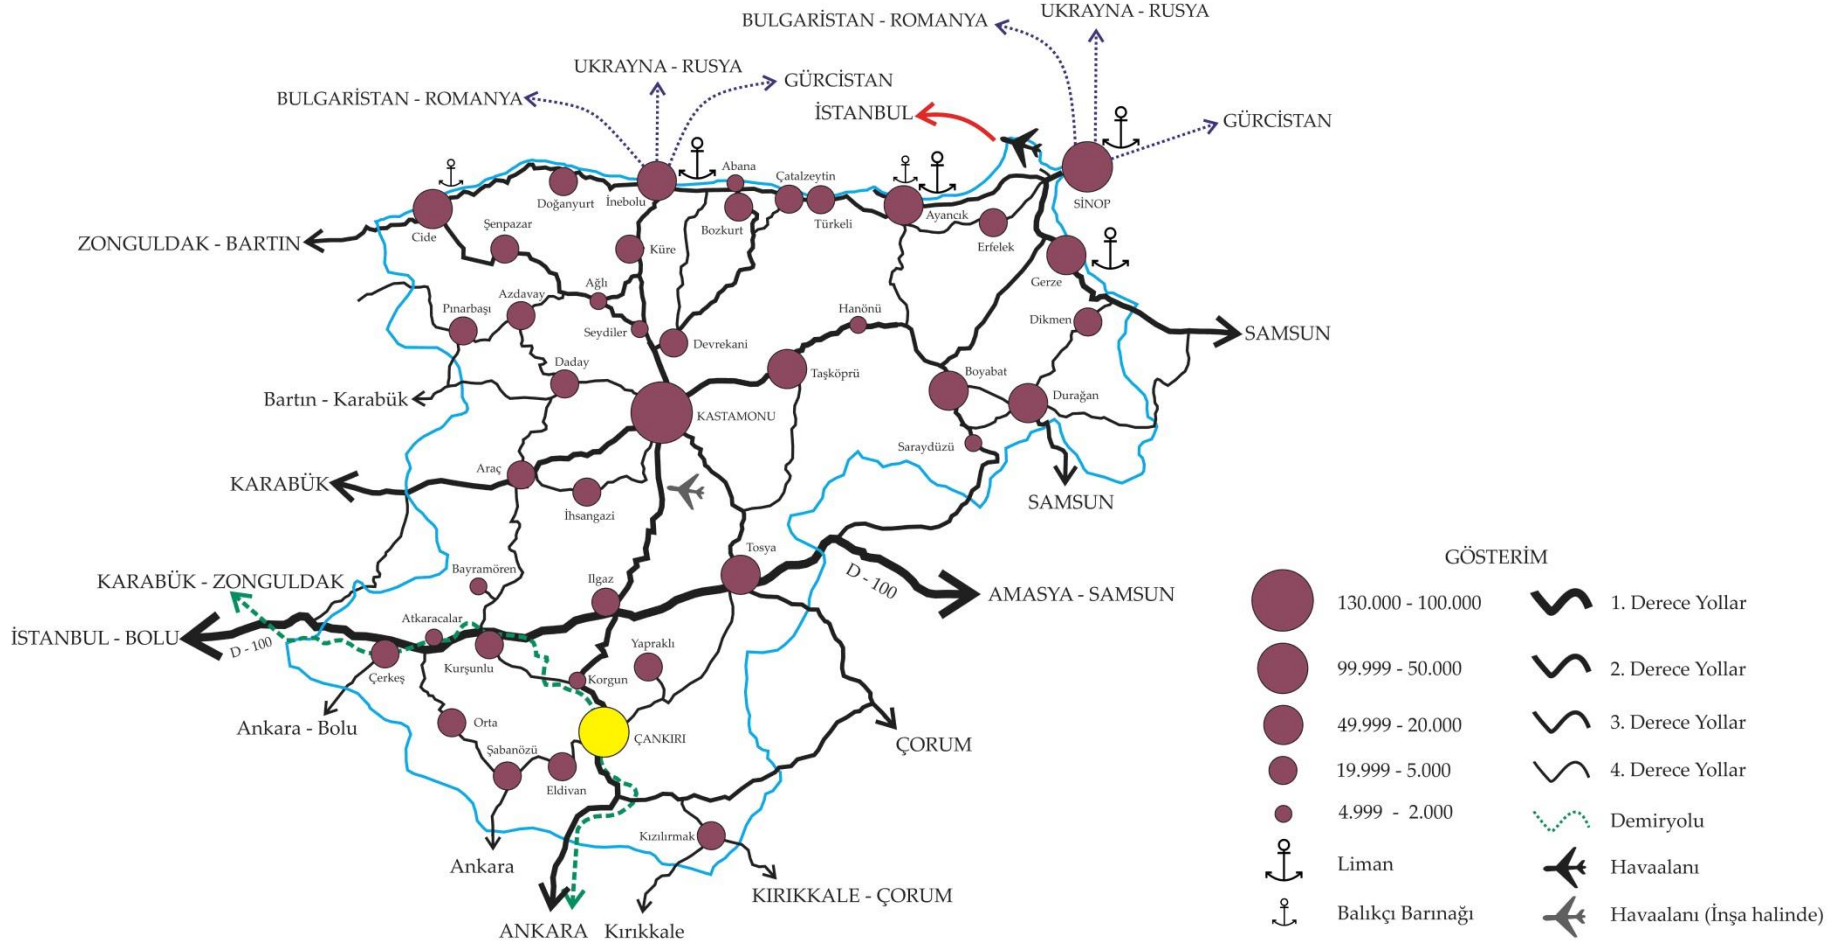 UKRAYNA - RUSYA
BULGARİSTAN - ROMANYA
UKRAYNA - RUSYA
GÜRCİSTAN
BULGARİSTAN - ROMANYA
İSTANBUL
GÜRCİSTAN
Abana
Çatalzeytin
Doğanyurt
İnebolu
SİNOP
Cide
Şenpazar
Bozkurt
Türkeli
Ayancık
Erfelek
ZONGULDAK - BARTIN
Küre
Gerze
Ağlı
Azdavay
Pınarbaşı
Hanönü
Dikmen
Seydiler
Devrekani
SAMSUN
Daday
Taşköprü
Boyabat
Durağan
Bartın - Karabük
KASTAMONU
Saraydüzü
Araç
KARABÜK
SAMSUN
İhsangazi
Tosya
GÖSTERİM
KARABÜK - ZONGULDAK
Bayramören
Ilgaz
D - 100
AMASYA - SAMSUN
130.000 - 100.000
1. Derece Yollar
Atkaracalar
İSTANBUL - BOLU
D - 100
Yapraklı
Kurşunlu
99.999 - 50.000
2. Derece Yollar
Çerkeş
Korgun
Ankara - Bolu
Orta
49.999 - 20.000
3. Derece Yollar
ÇANKIRI
ÇORUM
Şabanözü
19.999 - 5.000
4. Derece Yollar
Eldivan
4.999 - 2.000
Demiryolu
Kızılırmak
Ankara
Liman
Havaalanı
KIRIKKALE - ÇORUM
Balıkçı Barınağı
Havaalanı (İnşa halinde)
ANKARA
Kırıkkale